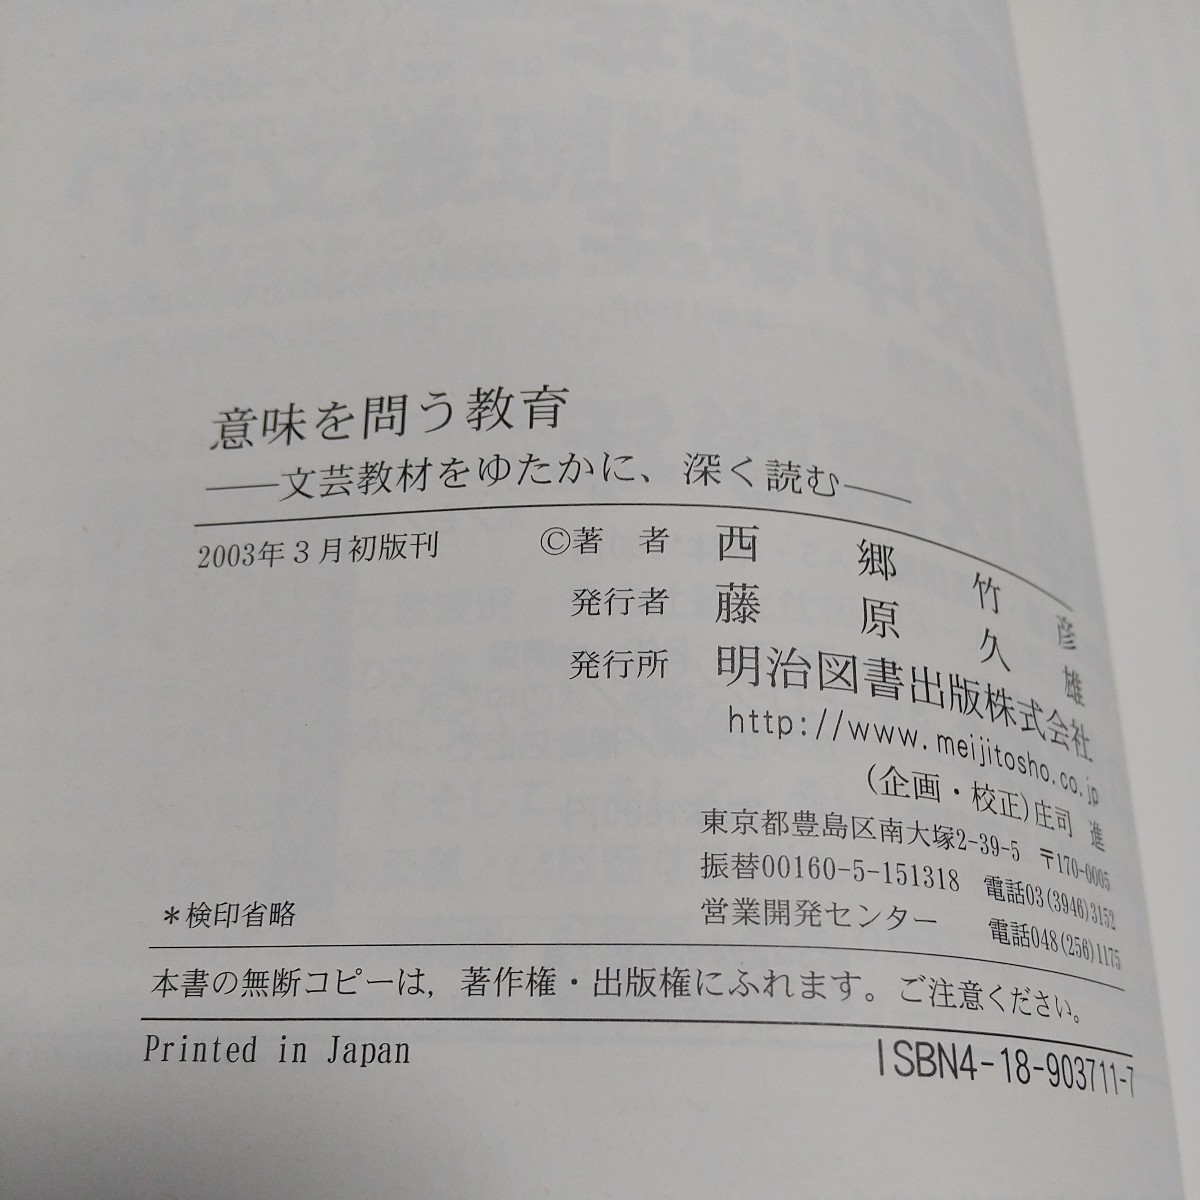 意味を問う教育
――文芸教材をゆたかに、深く読む――
2003年3月初版刊
©著 者 西郷竹彦
発行者 藤原久雄
発行所 明治図書出版株式会社
http://www.meijitosho.co.jp
(企画・校正)庄司 進
東京都豊島区南大塚2-39-5 〒170-0005
振替00160-5-151318 電話03(3946)3152
営業開発センター 電話048(256)1175
＊検印省略
本書の無断コピーは，著作権・出版権にふれます。ご注意ください。
Printed in Japan
ISBN4-18-903711-7